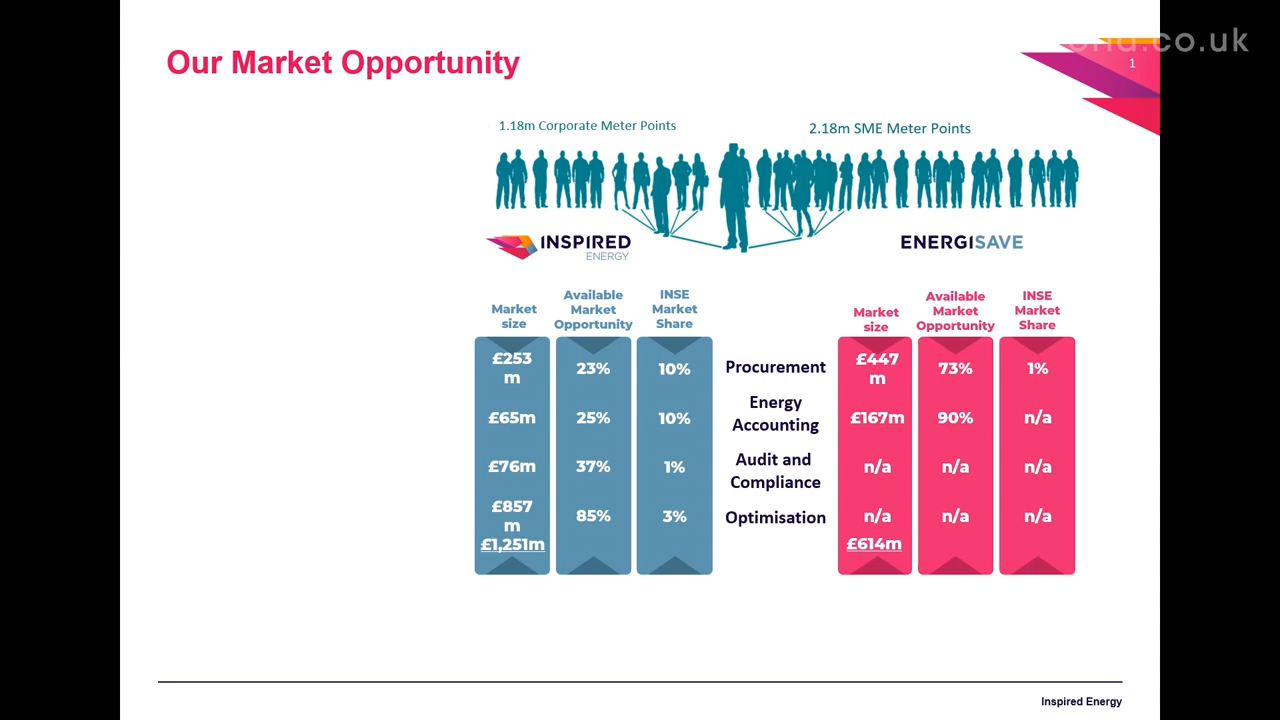 Our Market Opportunity
.co.uk
1
1.18m Corporate Meter Points
2.18m SME Meter Points
INSPIRED
ENERGY
ENERGISAVE
Market
size
Available
Market
Opportunity
INSE
Market
Share
Market
size
Available
Market
Opportunity
INSE
Market
Share
£253
m
23%
10%
Procurement
£447
m
73%
1%
£65m
25%
10%
Energy
Accounting
£167m
90%
n/a
£76m
37%
1%
Audit and
Compliance
n/a
n/a
n/a
£857
m
85%
3%
Optimisation
n/a
n/a
n/a
£1,251m
£614m
Inspired Energy